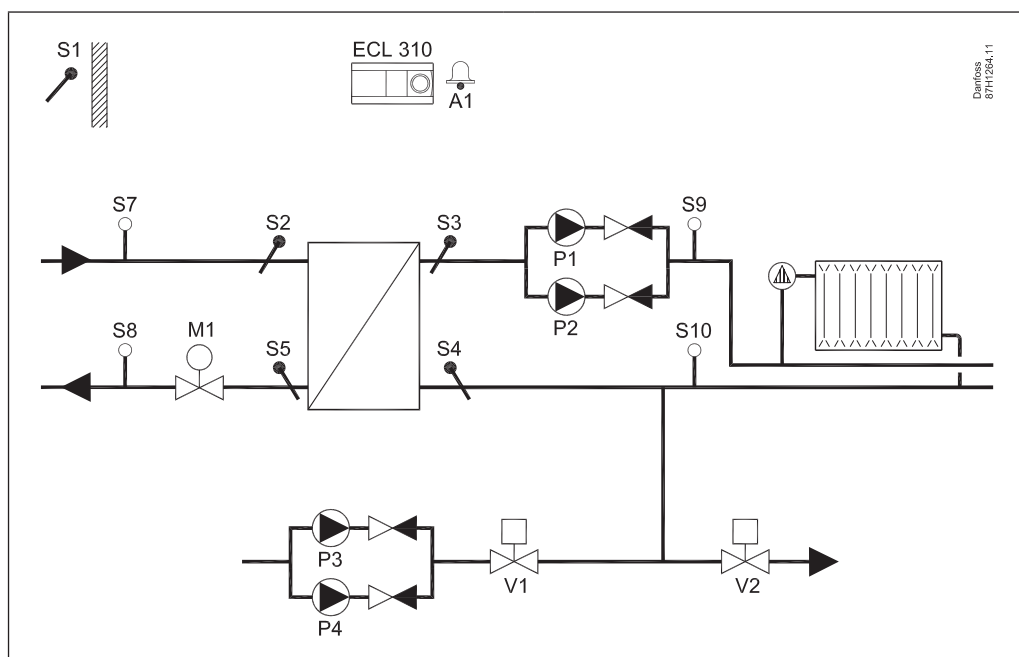 S1
ECL 310
A1
Danfoss
87H1264.11
S7
S2
S3
P1
S9
P2
S8
M1
S5
S4
S10
P3
V1
V2
P4